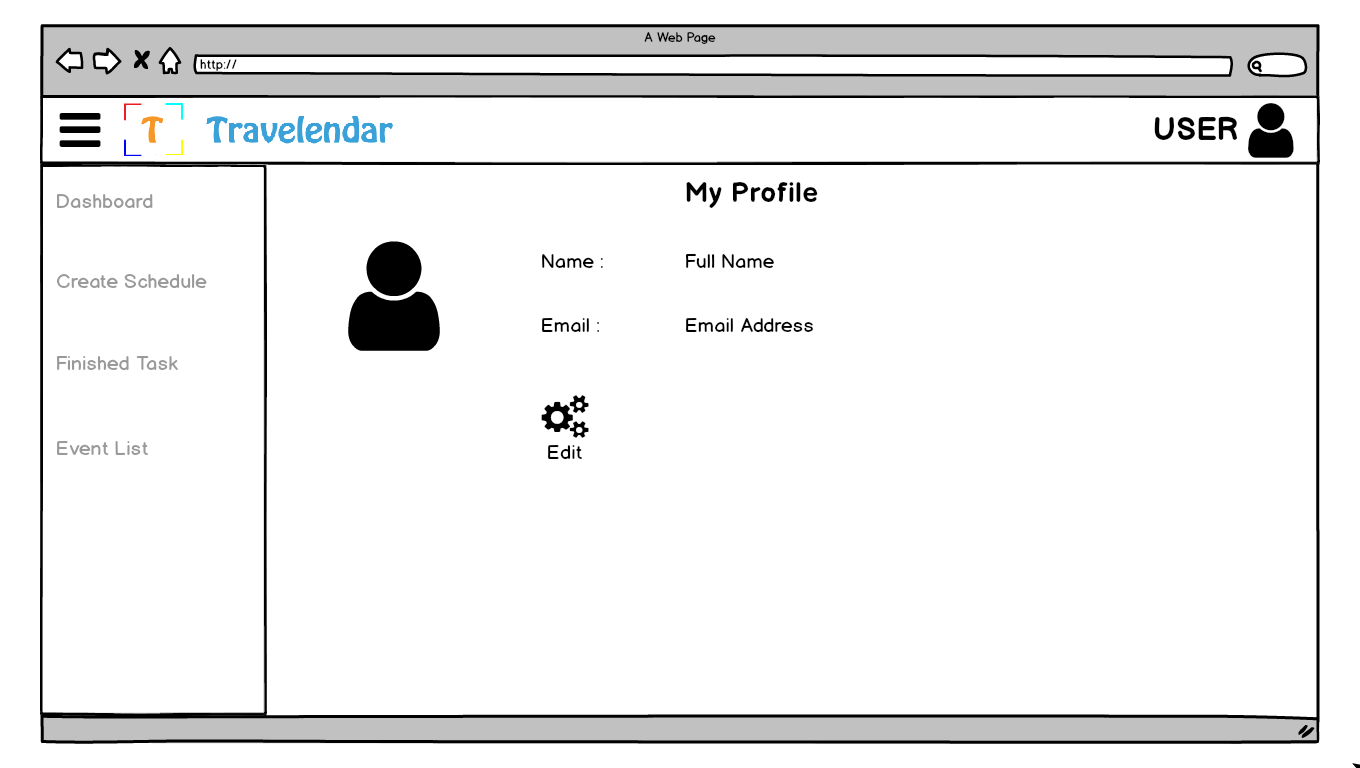 A Web Page
http://
T Travelendar
USER
My Profile
Dashboard
Create Schedule
Finished Task
Event List
Name : Full Name
Email : Email Address
Edit